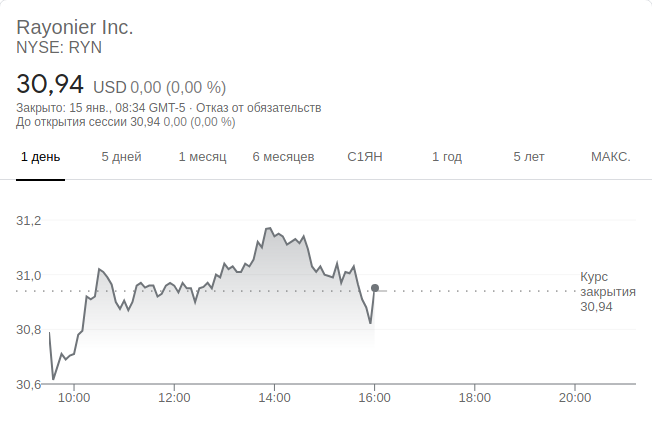 Rayonier Inc.
NYSE: RYN
30,94 USD 0,00 (0,00 %)
Закрыто: 15 янв., 08:34 GMT-5 · Отказ от обязательств
До открытия сессии 30,94 0,00 (0,00 %)
1 день 5 дней 1 месяц 6 месяцев С1ЯН 1 год 5 лет МАКС.
31,2
31,0
30,8
30,6
Курс
закрытия
30,94
10:00 12:00 14:00 16:00 18:00 20:00